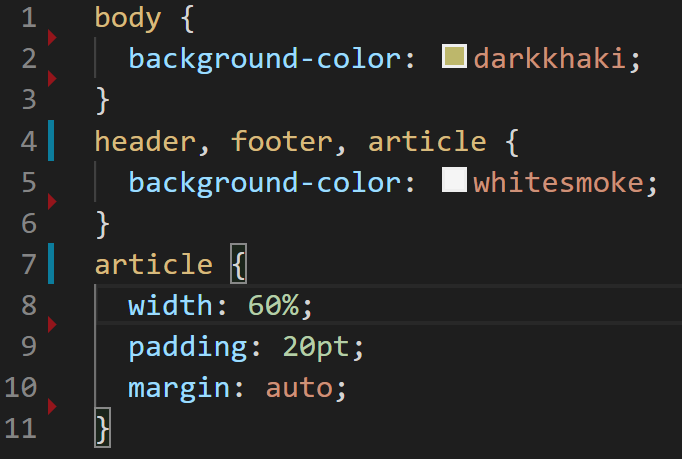 1 body {
2   background-color: darkkhaki;
3 }
4 header, footer, article {
5   background-color: whitesmoke;
6 }
7 article {
8   width: 60%;
9   padding: 20pt;
10   margin: auto;
11 }